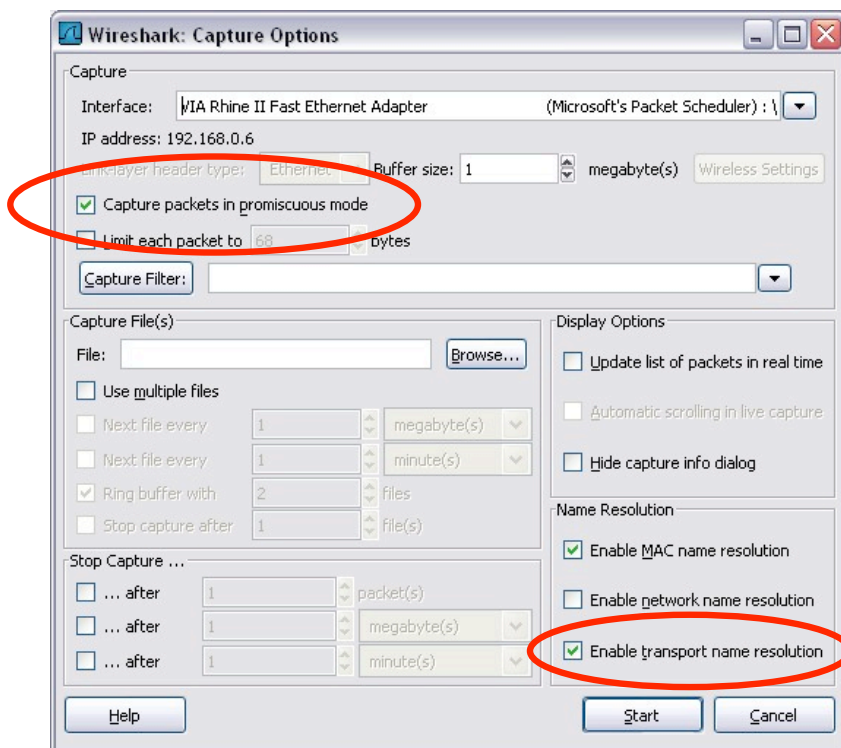 Wireshark: Capture Options
Capture
Interface: VIA Rhine II Fast Ethernet Adapter (Microsoft's Packet Scheduler) : \
IP address: 192.168.0.6
Link-layer header type: Ethernet Buffer size: 1 megabyte(s) Wireless Settings
Capture packets in promiscuous mode
Limit each packet to 68 bytes
Capture Filter:
Capture File(s)
File: Browse...
Use multiple files
Next file every 1 megabyte(s)
Next file every 1 minute(s)
Ring buffer with 2 files
Stop capture after 1 file(s)
Stop Capture ...
... after 1 packet(s)
... after 1 megabyte(s)
... after 1 minute(s)
Display Options
Update list of packets in real time
Automatic scrolling in live capture
Hide capture info dialog
Name Resolution
Enable MAC name resolution
Enable network name resolution
Enable transport name resolution
Help Start Cancel